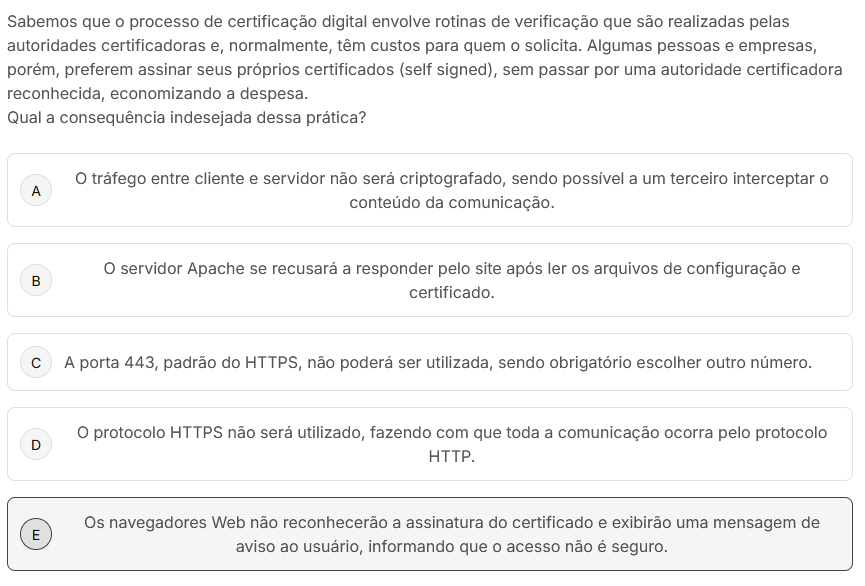 Sabemos que o processo de certificação digital envolve rotinas de verificação que são realizadas pelas
autoridades certificadoras e, normalmente, têm custos para quem o solicita. Algumas pessoas e empresas,
porém, preferem assinar seus próprios certificados (self signed), sem passar por uma autoridade certificadora
reconhecida, economizando a despesa.
Qual a consequência indesejada dessa prática?
A
O tráfego entre cliente e servidor não será criptografado, sendo possível a um terceiro interceptar o
conteúdo da comunicação.
B
O servidor Apache se recusará a responder pelo site após ler os arquivos de configuração e
certificado.
C
A porta 443, padrão do HTTPS, não poderá ser utilizada, sendo obrigatório escolher outro número.
D
O protocolo HTTPS não será utilizado, fazendo com que toda a comunicação ocorra pelo protocolo
HTTP.
E
Os navegadores Web não reconhecerão a assinatura do certificado e exibirão uma mensagem de
aviso ao usuário, informando que o acesso não é seguro.